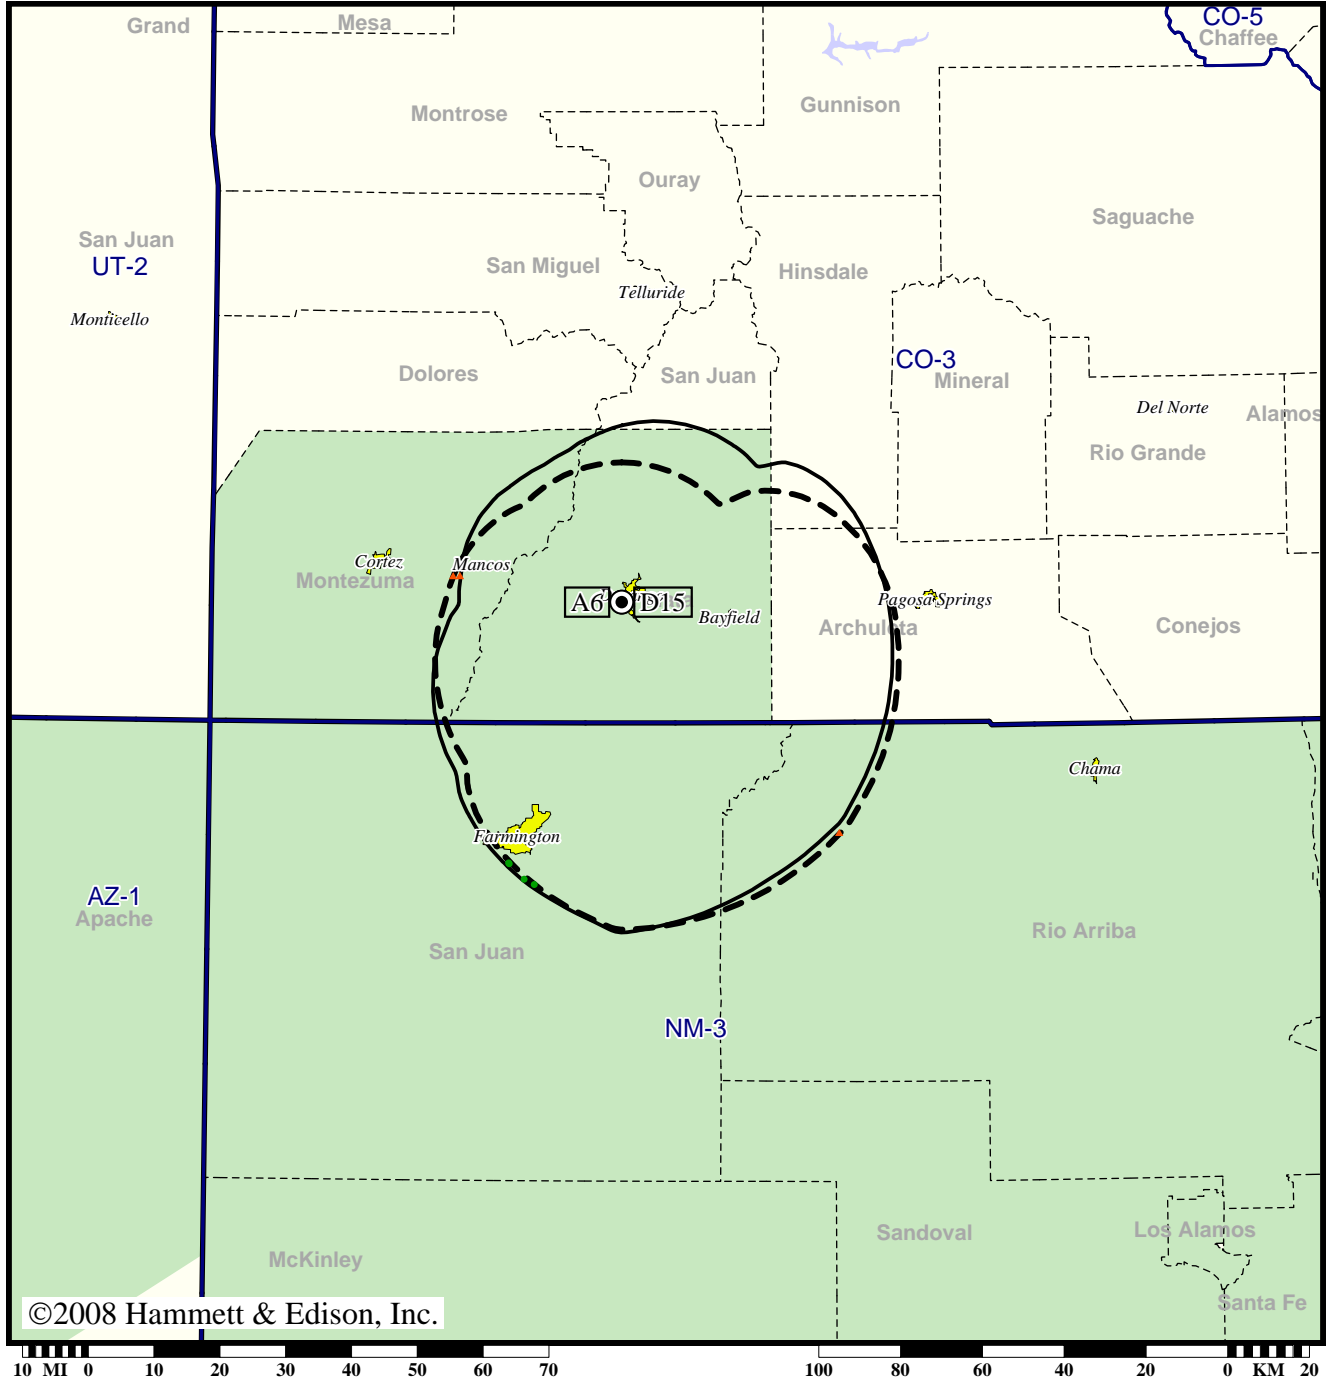 Grand
Mesa
CO-5
Chaffee
Montrose
Gunnison
Ouray
Saguache
San Juan
UT-2
San Miguel
Hinsdale
Telluride
Monticello
CO-3
Dolores
San Juan
Mineral
Del Norte
Alamos
Rio Grande
Cortez
Mancos
Montezuma
A6
D15
Bayfield
Pagosa Springs
Archuleta
Conejos
Chama
Farmington
AZ-1
Apache
San Juan
Rio Arriba
NM-3
McKinley
Sandoval
Los Alamos
Santa Fe
©2008 Hammett & Edison, Inc.
10 MI 0 10 20 30 40 50 60 70
100 80 60 40 20 0 KM 20